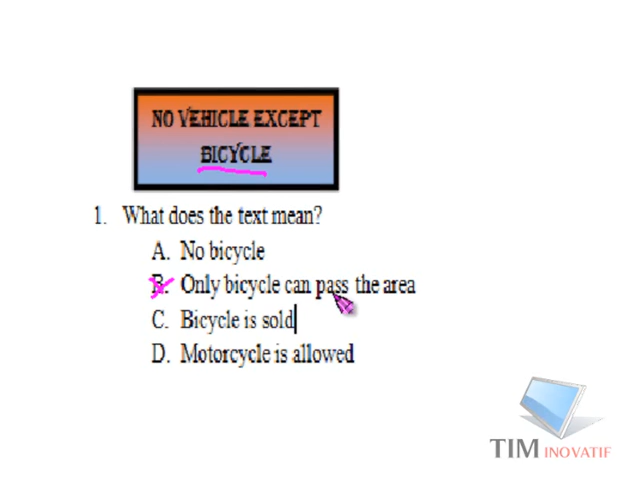 NO VEHICLE EXCEPT
BICYCLE
1. What does the text mean?
A. No bicycle
B. Only bicycle can pass the area
C. Bicycle is sold
D. Motorcycle is allowed
TIM INOVATIF